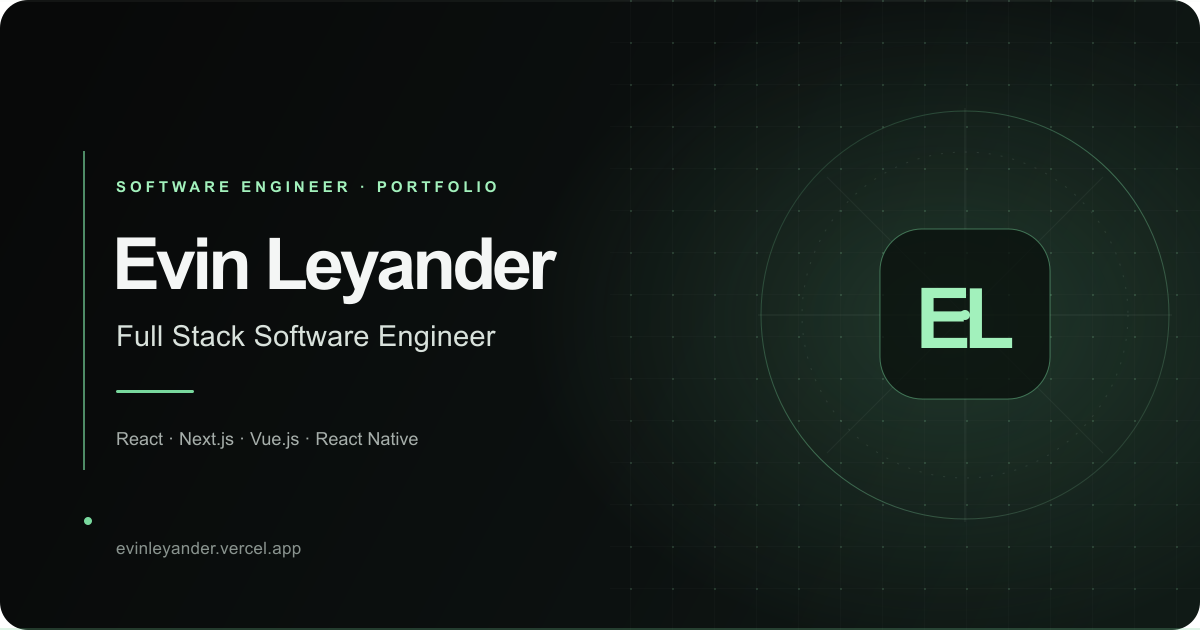 SOFTWARE ENGINEER · PORTFOLIO
Evin Leyander
Full Stack Software Engineer
React · Next.js · Vue.js · React Native
evinleyander.vercel.app
EL